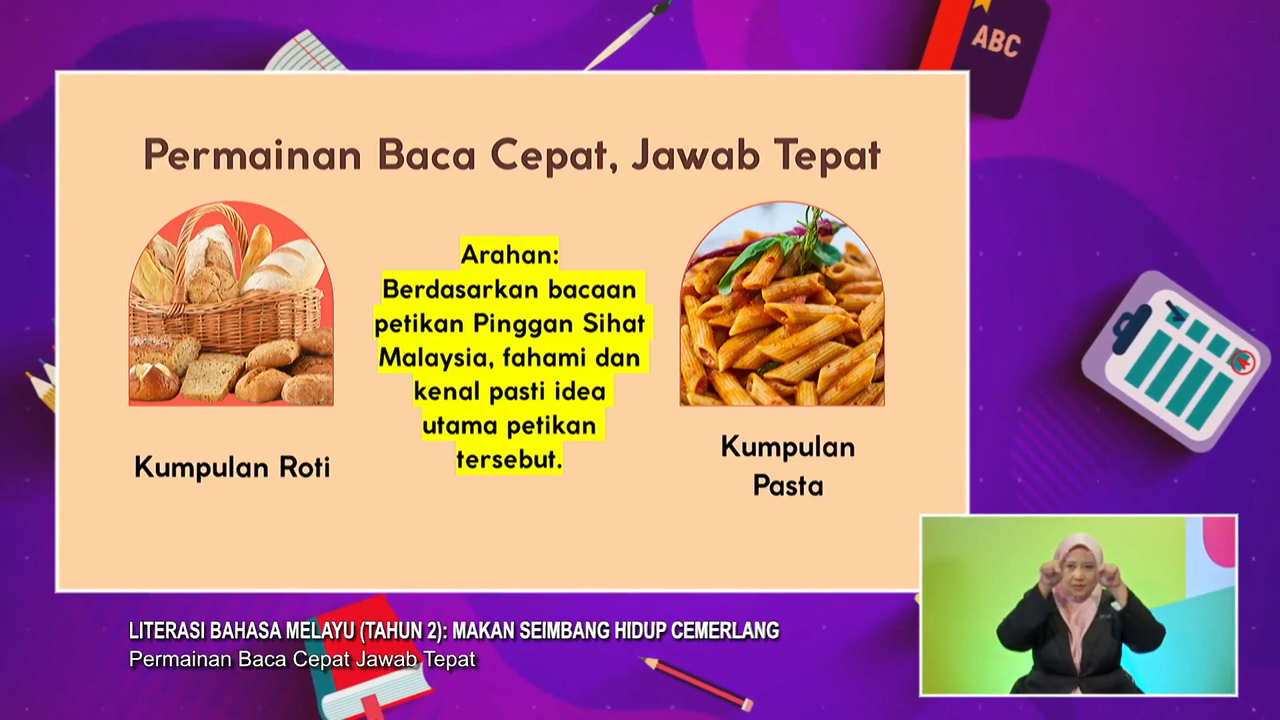 ABC
Permainan Baca Cepat, Jawab Tepat
Arahan:
Berdasarkan bacaan
petikan Pinggan Sihat
Malaysia, fahami dan
kenal pasti idea
utama petikan
tersebut.
Kumpulan Roti
Kumpulan
Pasta
LITERASI BAHASA MELAYU (TAHUN 2): MAKAN SEIMBANG HIDUP CEMERLANG
Permainan Baca Cepat Jawab Tepat